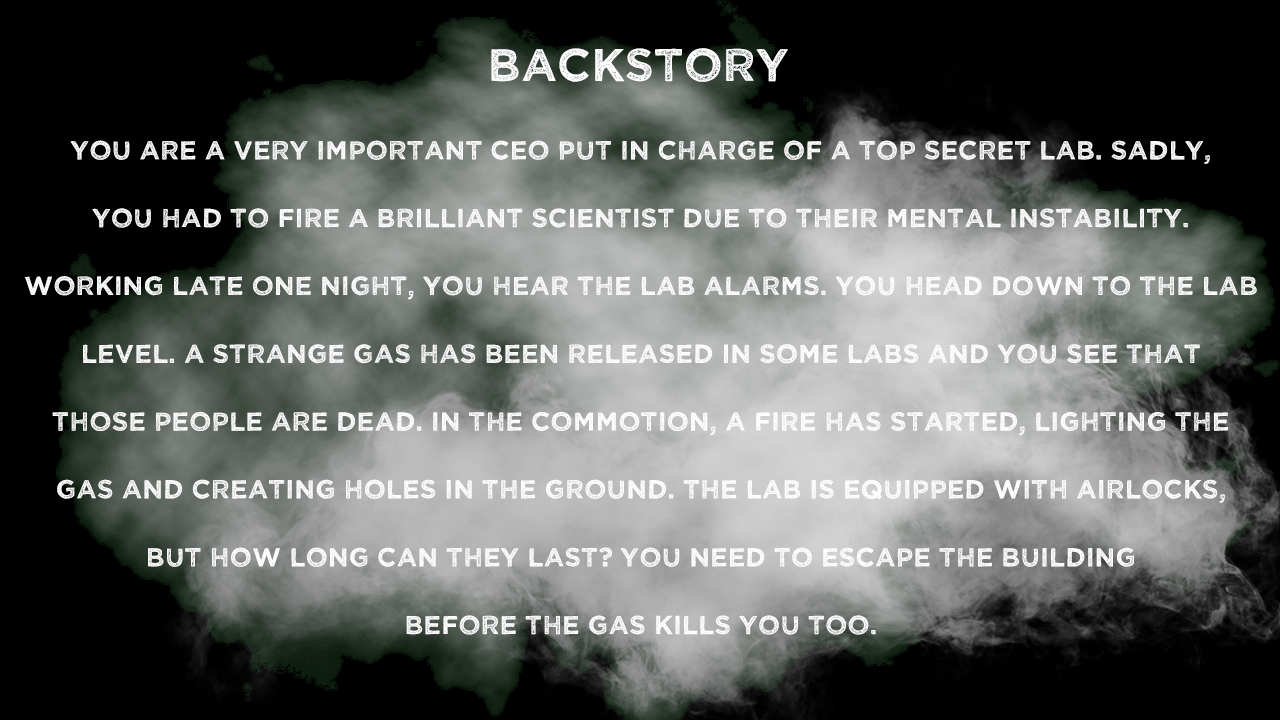 BACKSTORY
YOU ARE A VERY IMPORTANT CEO PUT IN CHARGE OF A TOP SECRET LAB. SADLY,
YOU HAD TO FIRE A BRILLIANT SCIENTIST DUE TO THEIR MENTAL INSTABILITY.
WORKING LATE ONE NIGHT, YOU HEAR THE LAB ALARMS. YOU HEAD DOWN TO THE LAB
LEVEL. A STRANGE GAS HAS BEEN RELEASED IN SOME LABS AND YOU SEE THAT
THOSE PEOPLE ARE DEAD. IN THE COMMOTION, A FIRE HAS STARTED, LIGHTING THE
GAS AND CREATING HOLES IN THE GROUND. THE LAB IS EQUIPPED WITH AIRLOCKS,
BUT HOW LONG CAN THEY LAST? YOU NEED TO ESCAPE THE BUILDING
BEFORE THE GAS KILLS YOU TOO.